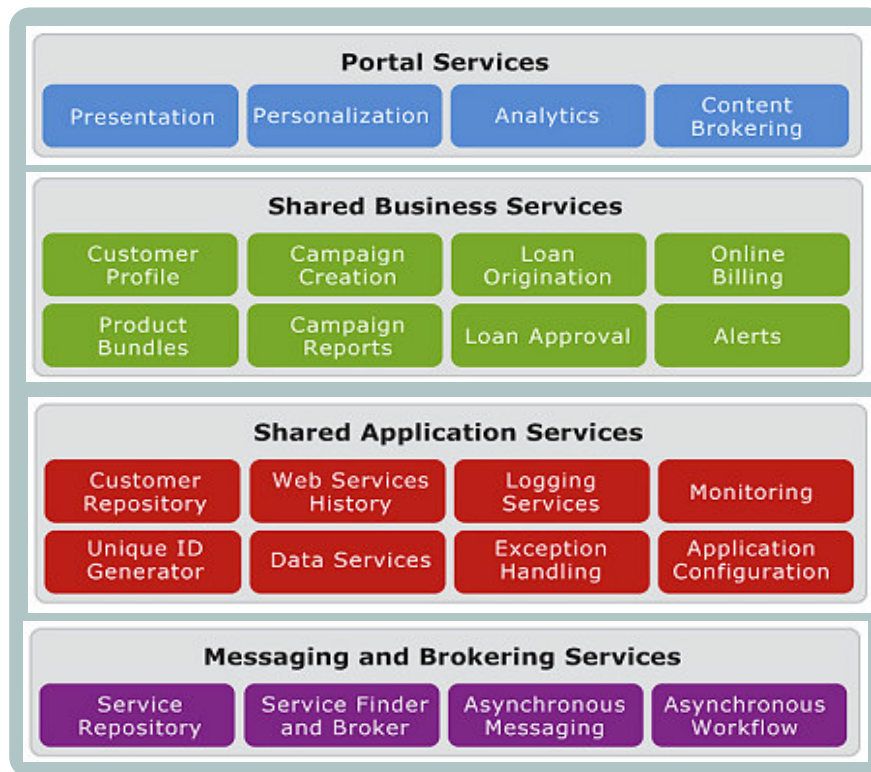 Portal Services
Presentation
Personalization
Analytics
Content
Brokering
Shared Business Services
Customer
Profile
Campaign
Creation
Loan
Origination
Online
Billing
Product
Bundles
Campaign
Reports
Loan Approval
Alerts
Shared Application Services
Customer
Repository
Web Services
History
Logging
Services
Monitoring
Unique ID
Generator
Data Services
Exception
Handling
Application
Configuration
Messaging and Brokering Services
Service
Repository
Service Finder
and Broker
Asynchronous
Messaging
Asynchronous
Workflow